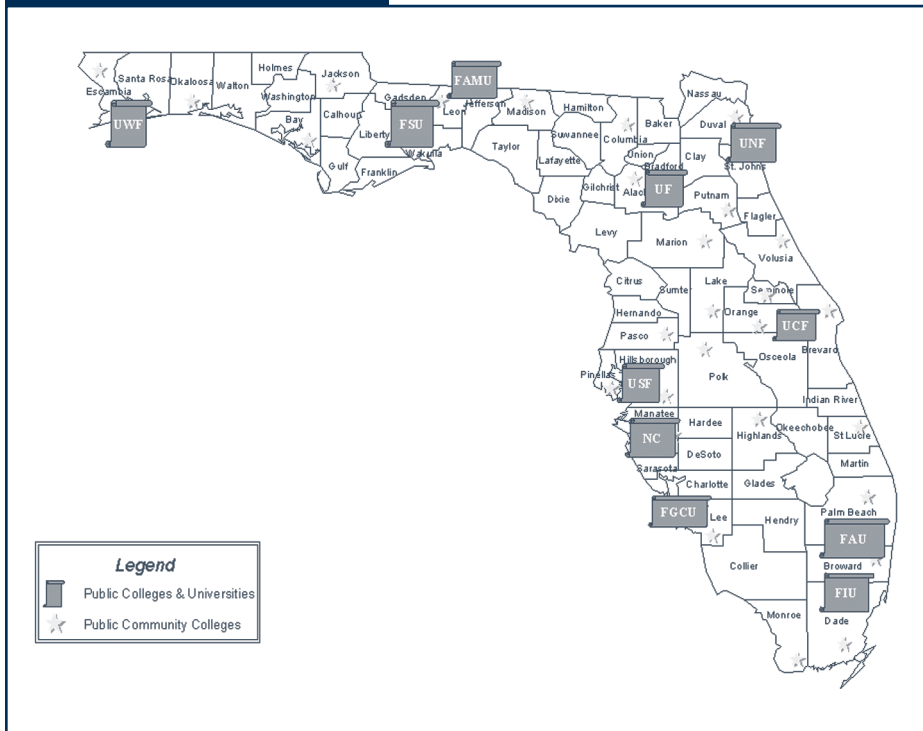 Holmes
Jackson
Santa Rosa
Okaloosa
Walton
Escambia
Washington
UWF
Bay
Calhoun
Gulf
Liberty
Franklin
Gadsden
FAMU
Leon
Jefferson
FSU
Wakulla
Madison
Taylor
Hamilton
Suwannee
Lafayette
Columbia
Baker
Nassau
Duval
UNF
Union
Bradford
Clay
St. Johns
Dixie
Gilchrist
Alac
UF
Putnam
Flagler
Levy
Marion
Volusia
Citrus
Sumter
Lake
Seminole
Hernando
Orange
UCF
Pasco
Brevard
Osceola
Hillsborough
Pinellas
USF
Polk
Indian River
Manatee
NC
Hardee
Highlands
Okeechobee
St Lucie
Sarasota
DeSoto
Martin
Charlotte
Glades
FGCU
Lee
Hendry
Palm Beach
FAU
Collier
Broward
FIU
Monroe
Dade
Legend
Public Colleges & Universities
Public Community Colleges